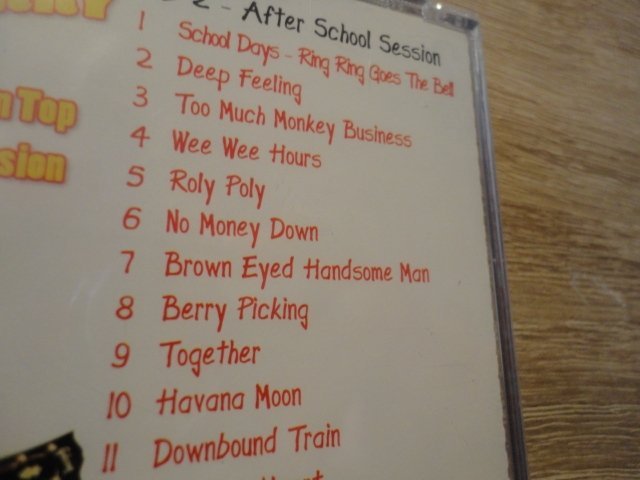 2 - After School Session
1 School Days - Ring Ring Goes The Bell
2 Deep Feeling
3 Too Much Monkey Business
4 Wee Wee Hours
5 Roly Poly
6 No Money Down
7 Brown Eyed Handsome Man
8 Berry Picking
9 Together
10 Havana Moon
11 Downbound Train
Top